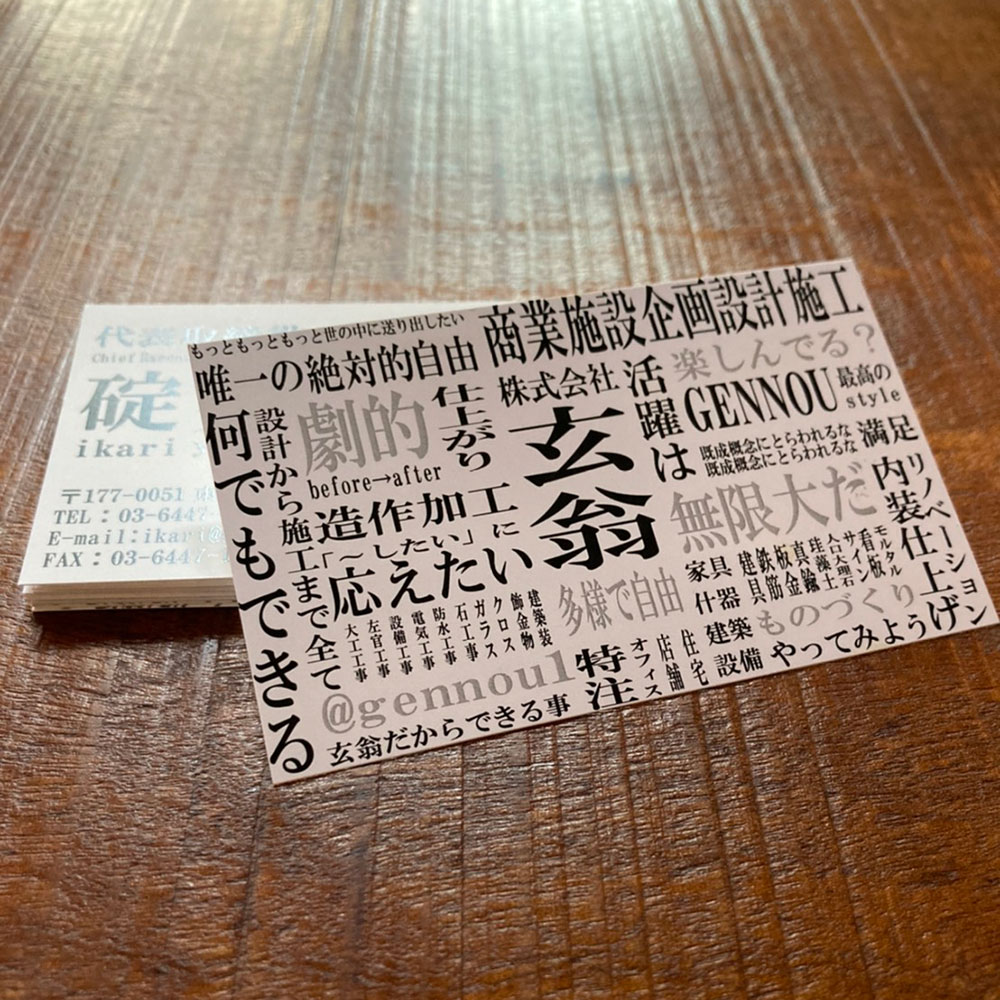 代表取締役
Chief
碇
ikari
〒177-0051
TEL：03-6447-
E-mail:ikari@
FAX：03-6447-
もっともっともっと世の中に送り出したい
商業施設企画設計施工
唯一の絶対的自由
仕上がり
株式会社
活躍は
楽しんでる？
何でもできる
設計から施工まで全て
劇的
before→after
玄翁
GENNOU
最高の
style
既成概念にとらわれるな
既成概念にとらわれるな
満足
造作加工に
「～したい」
応えたい
無限大だ
内装仕上げ
リノベーション
大工工事
左官工事
設備工事
電気工事
防水工事
石工事
ガラス
クロス
飾金物
建築装
多様で自由
家具
什器
建具
鉄筋
板金
真鍮
珪藻土
人工大理石
サイン
看板
モルタル
建築
設備
ものづくり
やってみよう
@gennou1
特注
オフィス
店舗
住宅
玄翁だからできる事